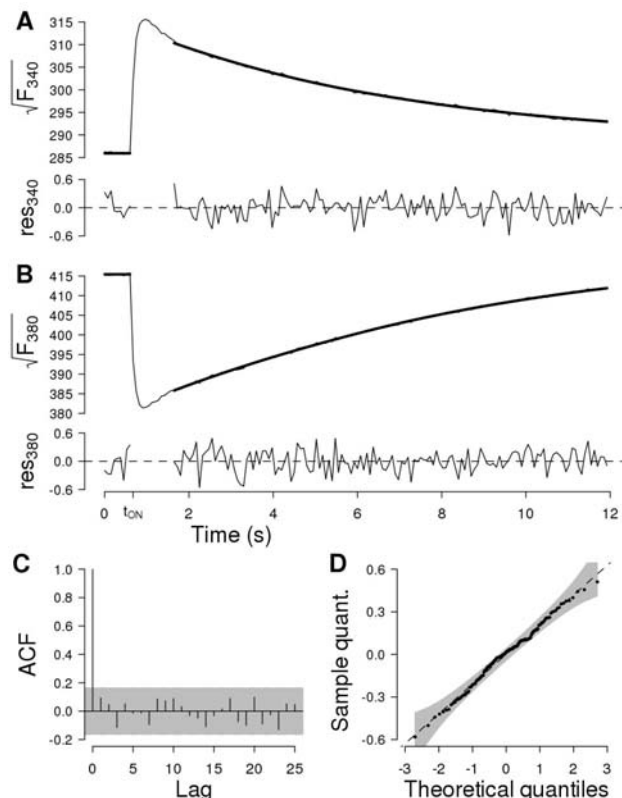 A
315
310
305
300
295
290
285
√F340
0.6
0.0
-0.6
res340
B
415
410
405
400
395
390
385
380
√F380
0.6
0.0
-0.6
res380
0 tON 2 4 6 8 10 12
Time (s)
C
1.0
0.8
0.6
0.4
0.2
0.0
-0.2
ACF
0 5 10 15 20 25
Lag
D
0.6
0.3
0.0
-0.3
-0.6
Sample quant.
-3 -2 -1 0 1 2 3
Theoretical quantiles